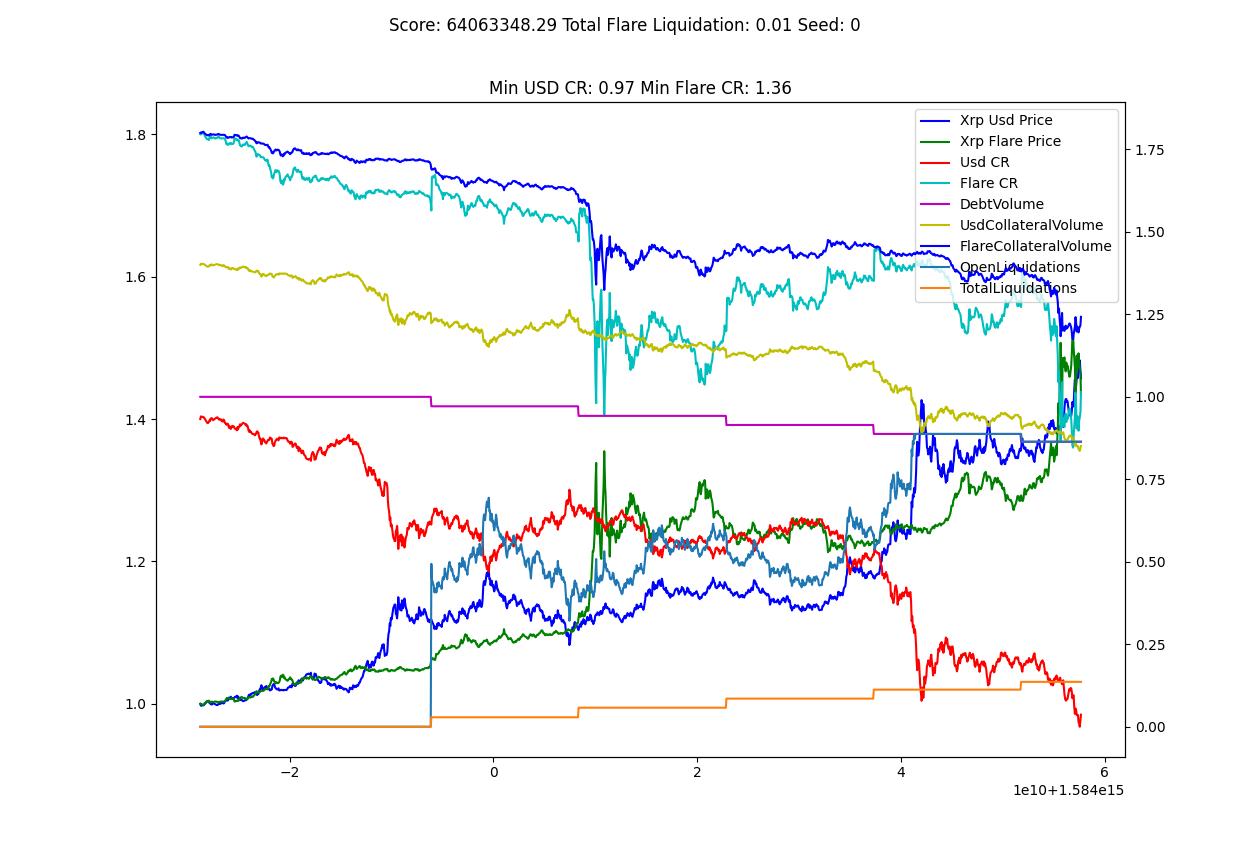 Score: 64063348.29 Total Flare Liquidation: 0.01 Seed: 0
Min USD CR: 0.97 Min Flare CR: 1.36
Xrp Usd Price
Xrp Flare Price
Usd CR
Flare CR
DebtVolume
UsdCollateralVolume
FlareCollateralVolume
OpenLiquidations
TotalLiquidations
1.8
1.6
1.4
1.2
1.0
1.75
1.50
1.25
1.00
0.75
0.50
0.25
0.00
−2 0 2 4 6
1e10+1.584e15